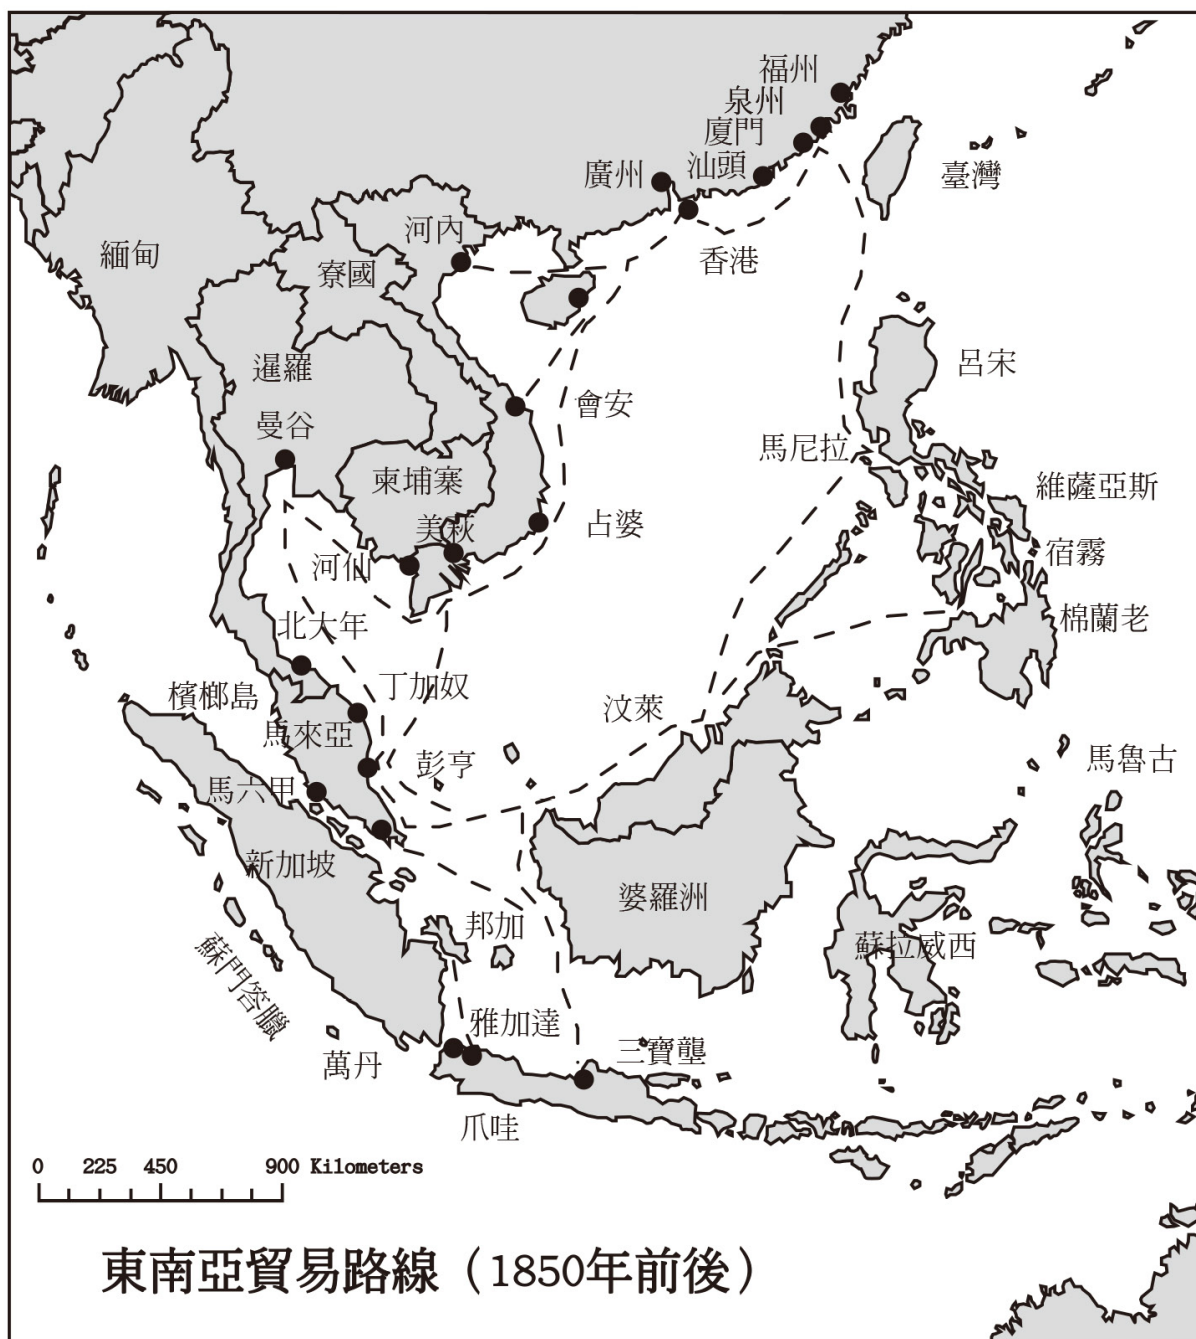 福州
泉州
廈門
汕頭
廣州
臺灣
河內
香港
緬甸
寮國
暹羅
呂宋
會安
曼谷
馬尼拉
柬埔寨
維薩亞斯
美萩
占婆
宿霧
河仙
棉蘭老
北大年
丁加奴
檳榔島
汶萊
馬來亞
彭亨
馬魯古
馬六甲
新加坡
婆羅洲
邦加
蘇拉威西
蘇門答臘
雅加達
三寶壟
萬丹
爪哇
0 225 450 900 Kilometers
東南亞貿易路線（1850年前後）